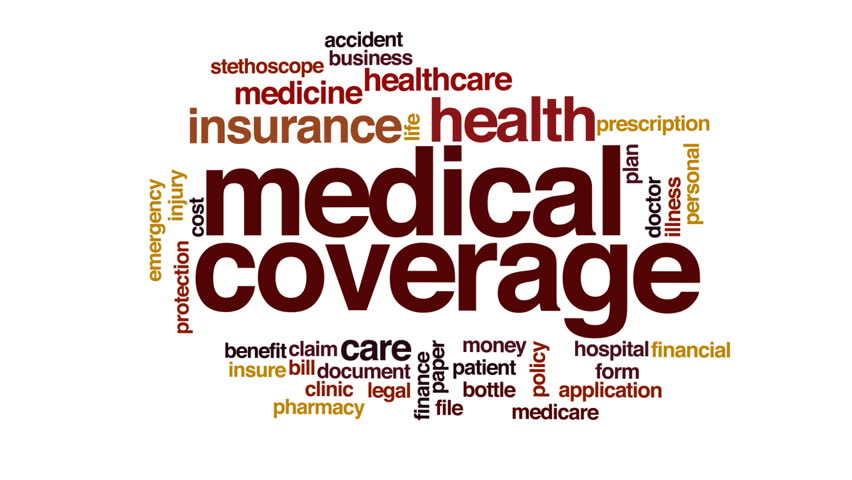 accident
business
stethoscope
healthcare
medicine
insurance
life
health
prescription
medical
coverage
plan
personal
doctor
illness
emergency
injury
cost
protection
benefit
claim
care
money
hospital
financial
insure
bill
document
finance
paper
patient
policy
form
clinic
legal
bottle
application
pharmacy
file
medicare